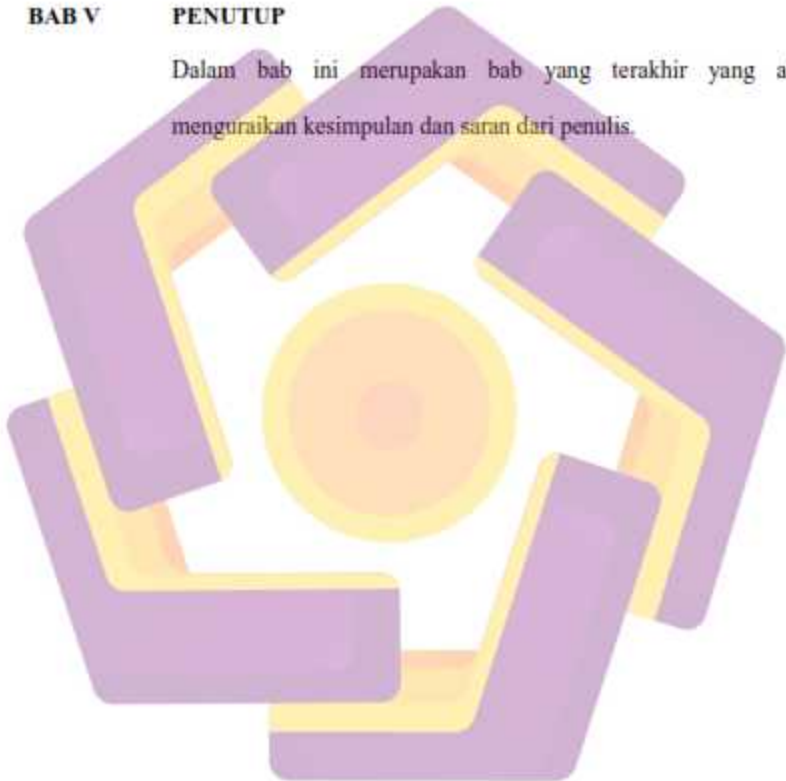 BAB V PENUTUP
Dalam bab ini merupakan bab yang terakhir yang
menguraikan kesimpulan dan saran dari penulis.